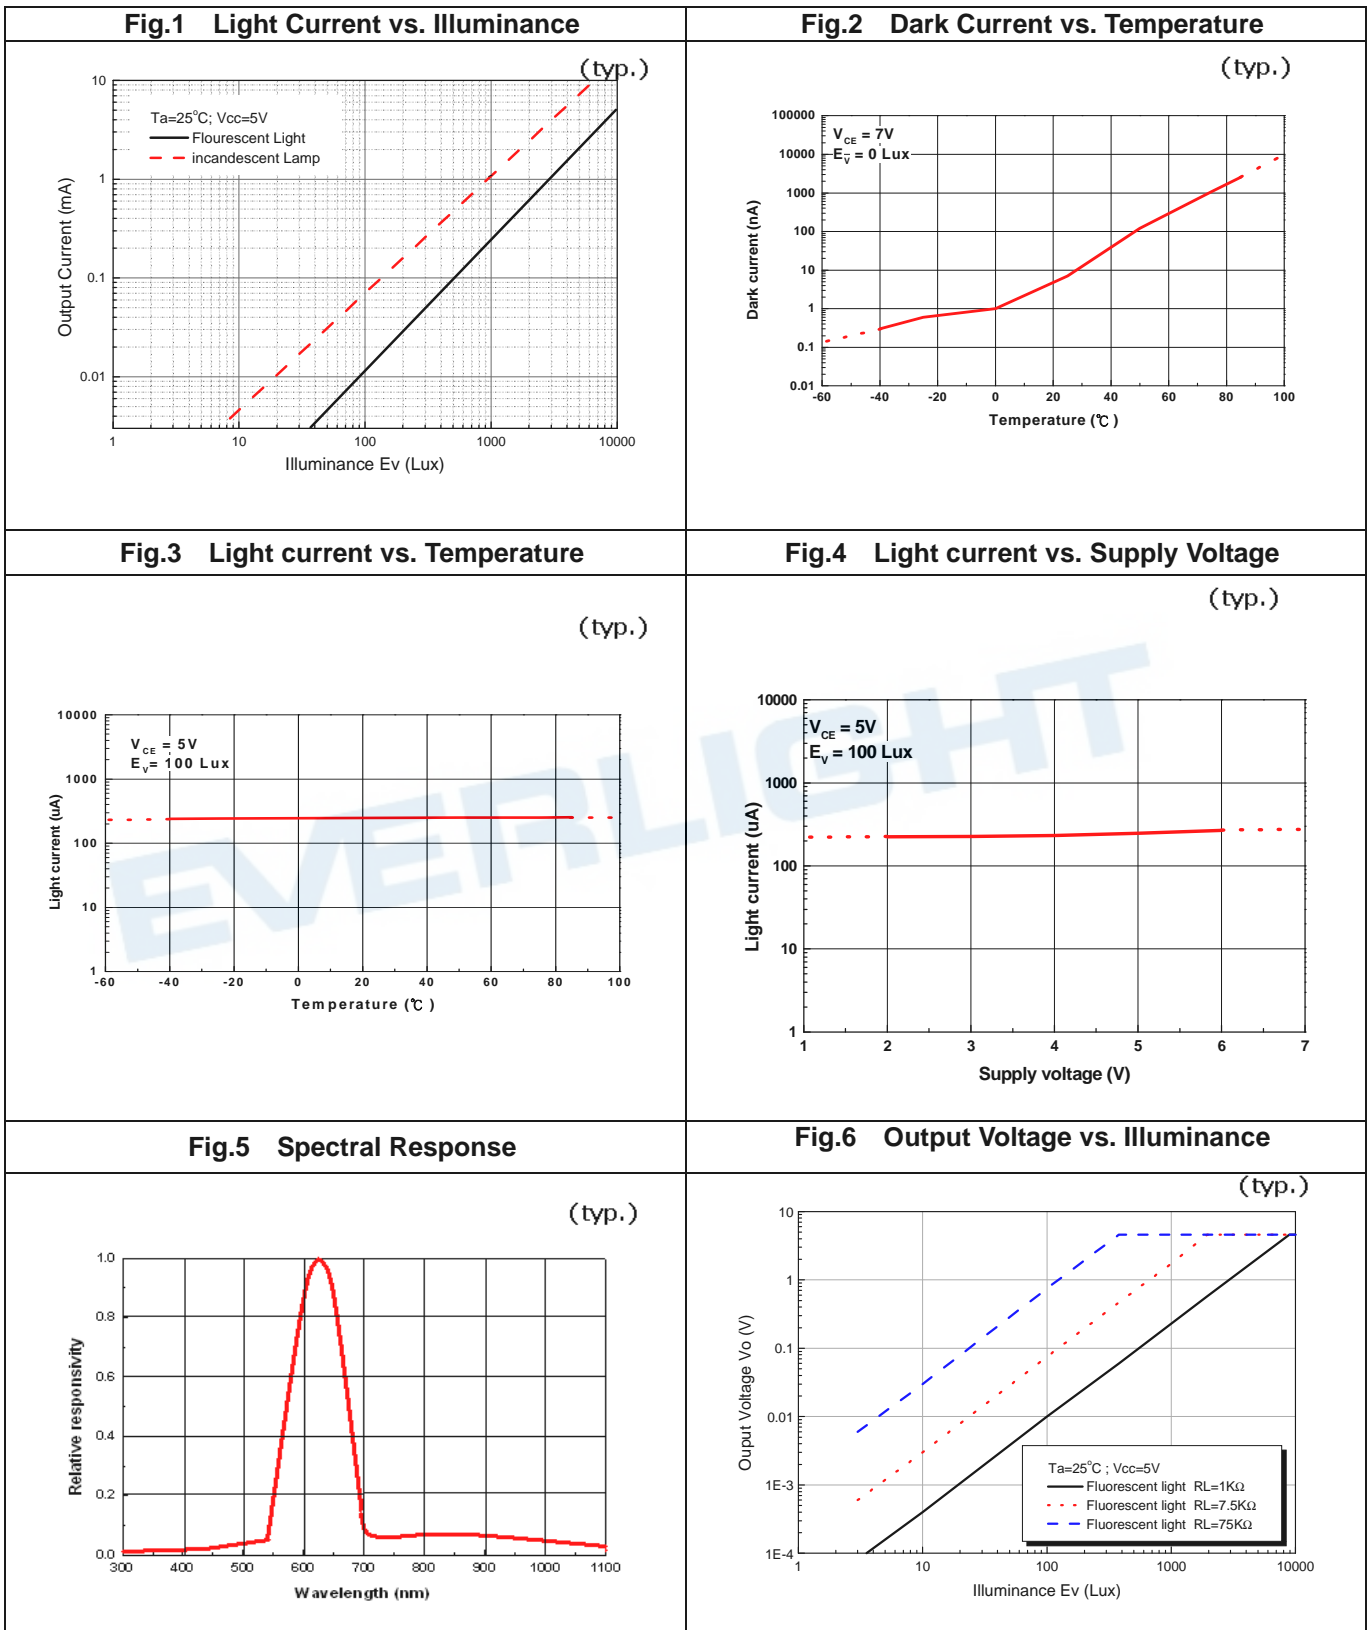 Fig.1 Light Current vs. Illuminance
(typ.)
10
1
0.1
0.01
Output Current (mA)
Ta=25°C; Vcc=5V
Flourescent Light
incandescent Lamp
1 10 100 1000 10000
Illuminance Ev (Lux)
Fig.2 Dark Current vs. Temperature
(typ.)
100000
10000
1000
100
10
1
0.1
0.01
Dark current (nA)
VCE = 7V
EV = 0 Lux
-60 -40 -20 0 20 40 60 80 100
Temperature (℃)
Fig.3 Light current vs. Temperature
(typ.)
10000
1000
100
10
1
Light current (uA)
VCE = 5V
EV= 100 Lux
-60 -40 -20 0 20 40 60 80 100
Temperature (℃)
Fig.4 Light current vs. Supply Voltage
(typ.)
10000
1000
100
10
1
Light current (uA)
VCE = 5V
EV = 100 Lux
1 2 3 4 5 6 7
Supply voltage (V)
EVERLIGHT
Fig.5 Spectral Response
(typ.)
1.0
0.8
0.6
0.4
0.2
0.0
Relative responsivity
300 400 500 600 700 800 900 1000 1100
Wavelength (nm)
Fig.6 Output Voltage vs. Illuminance
(typ.)
10
1
0.1
0.01
1E-3
1E-4
Ouput Voltage Vo (V)
Ta=25°C ; Vcc=5V
Fluorescent light RL=1KΩ
Fluorescent light RL=7.5KΩ
Fluorescent light RL=75KΩ
1 10 100 1000 10000
Illuminance Ev (Lux)